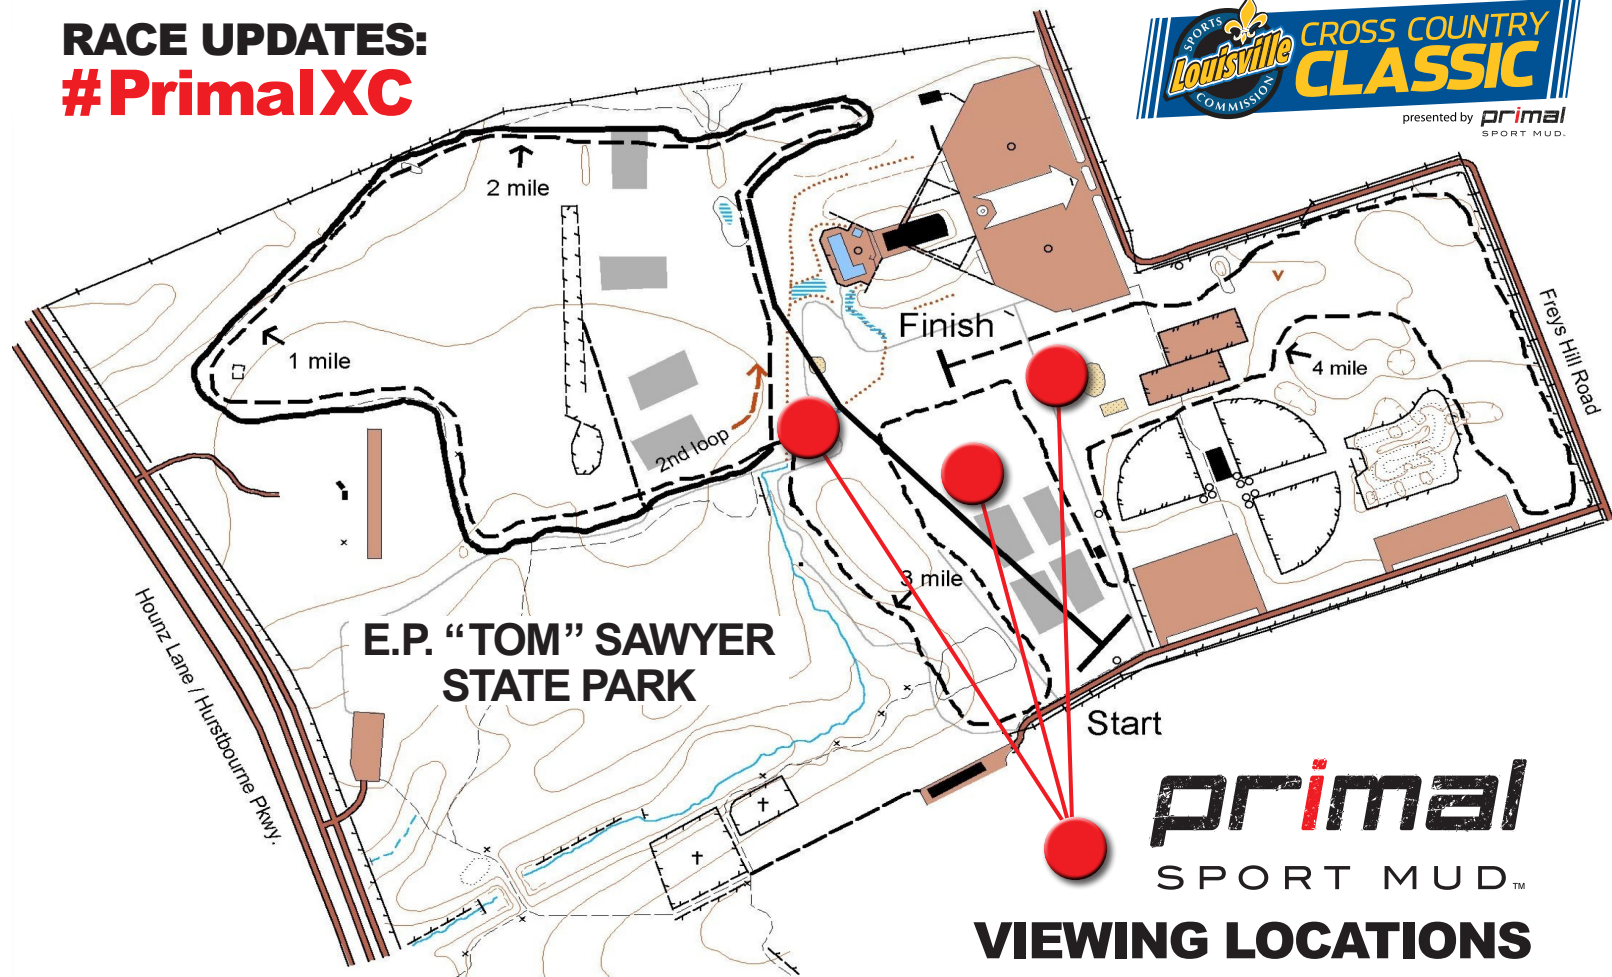 RACE UPDATES:
#PrimalXC
SPORTS
Louisville
COMMISSION
CROSS COUNTRY
CLASSIC
presented by primal
SPORT MUD.
2 mile
1 mile
Finish
4 mile
Freys Hill Road
2nd loop
3 mile
Hounz Lane / Hurstbourne Pkwy.
E.P. “TOM” SAWYER
STATE PARK
Start
primal
SPORT MUD™
VIEWING LOCATIONS